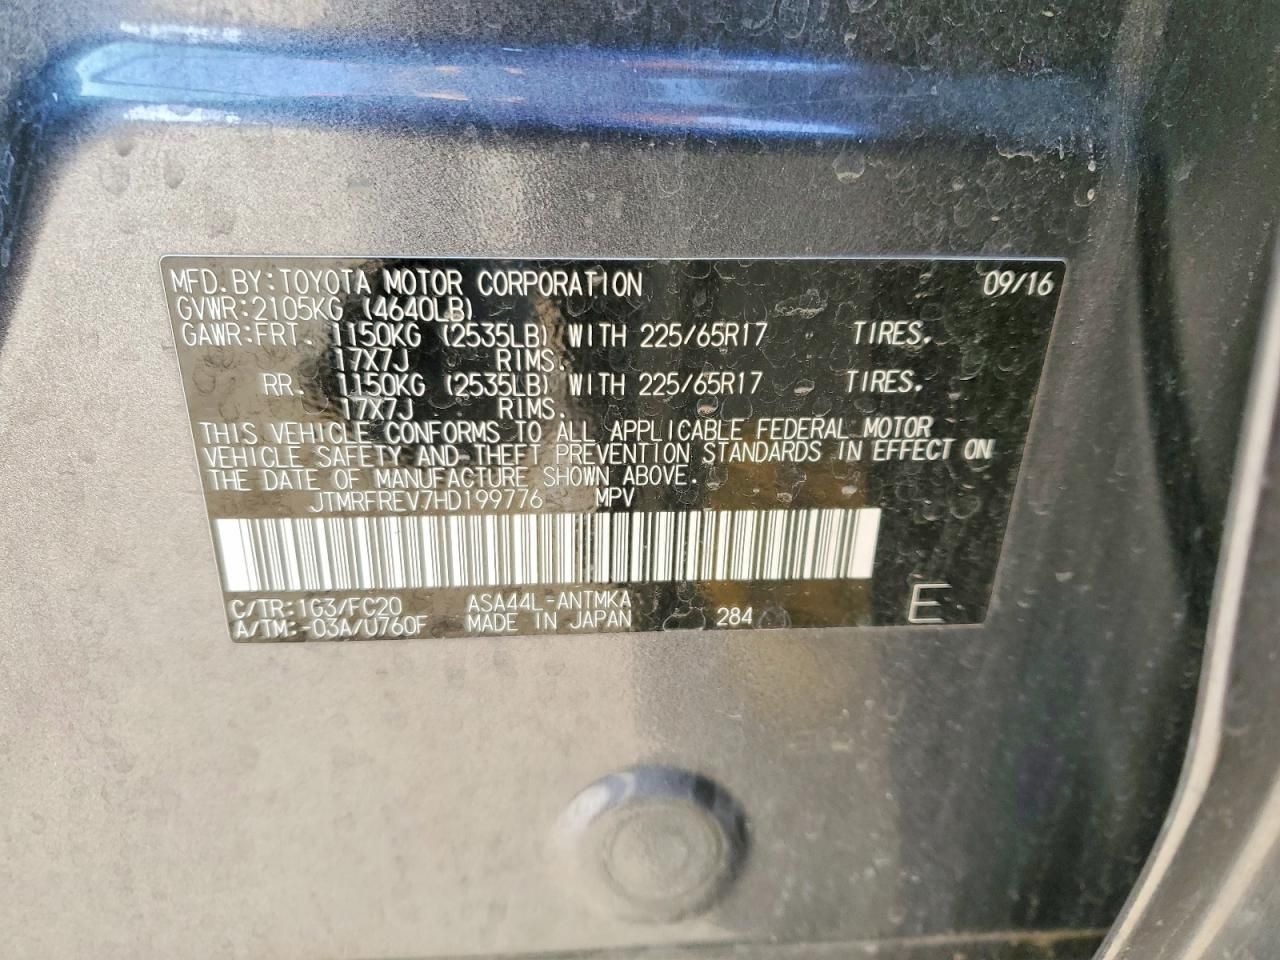 MFD. BY: TOYOTA MOTOR CORPORATION 09/16
GVWR: 2105KG (4640LB)
GAWR: FRT. 1150KG (2535LB) WITH 225/65R17 TIRES.
17X7J RIMS.
RR. 1150KG (2535LB) WITH 225/65R17 TIRES.
17X7J RIMS.
THIS VEHICLE CONFORMS TO ALL APPLICABLE FEDERAL MOTOR
VEHICLE SAFETY AND THEFT PREVENTION STANDARDS IN EFFECT ON
THE DATE OF MANUFACTURE SHOWN ABOVE.
JTMRFREV7HD199776 MPV
C/TR: 1G3/FC20 ASA44L-ANTMKA
A/TM: -03A/U760F MADE IN JAPAN 284 E